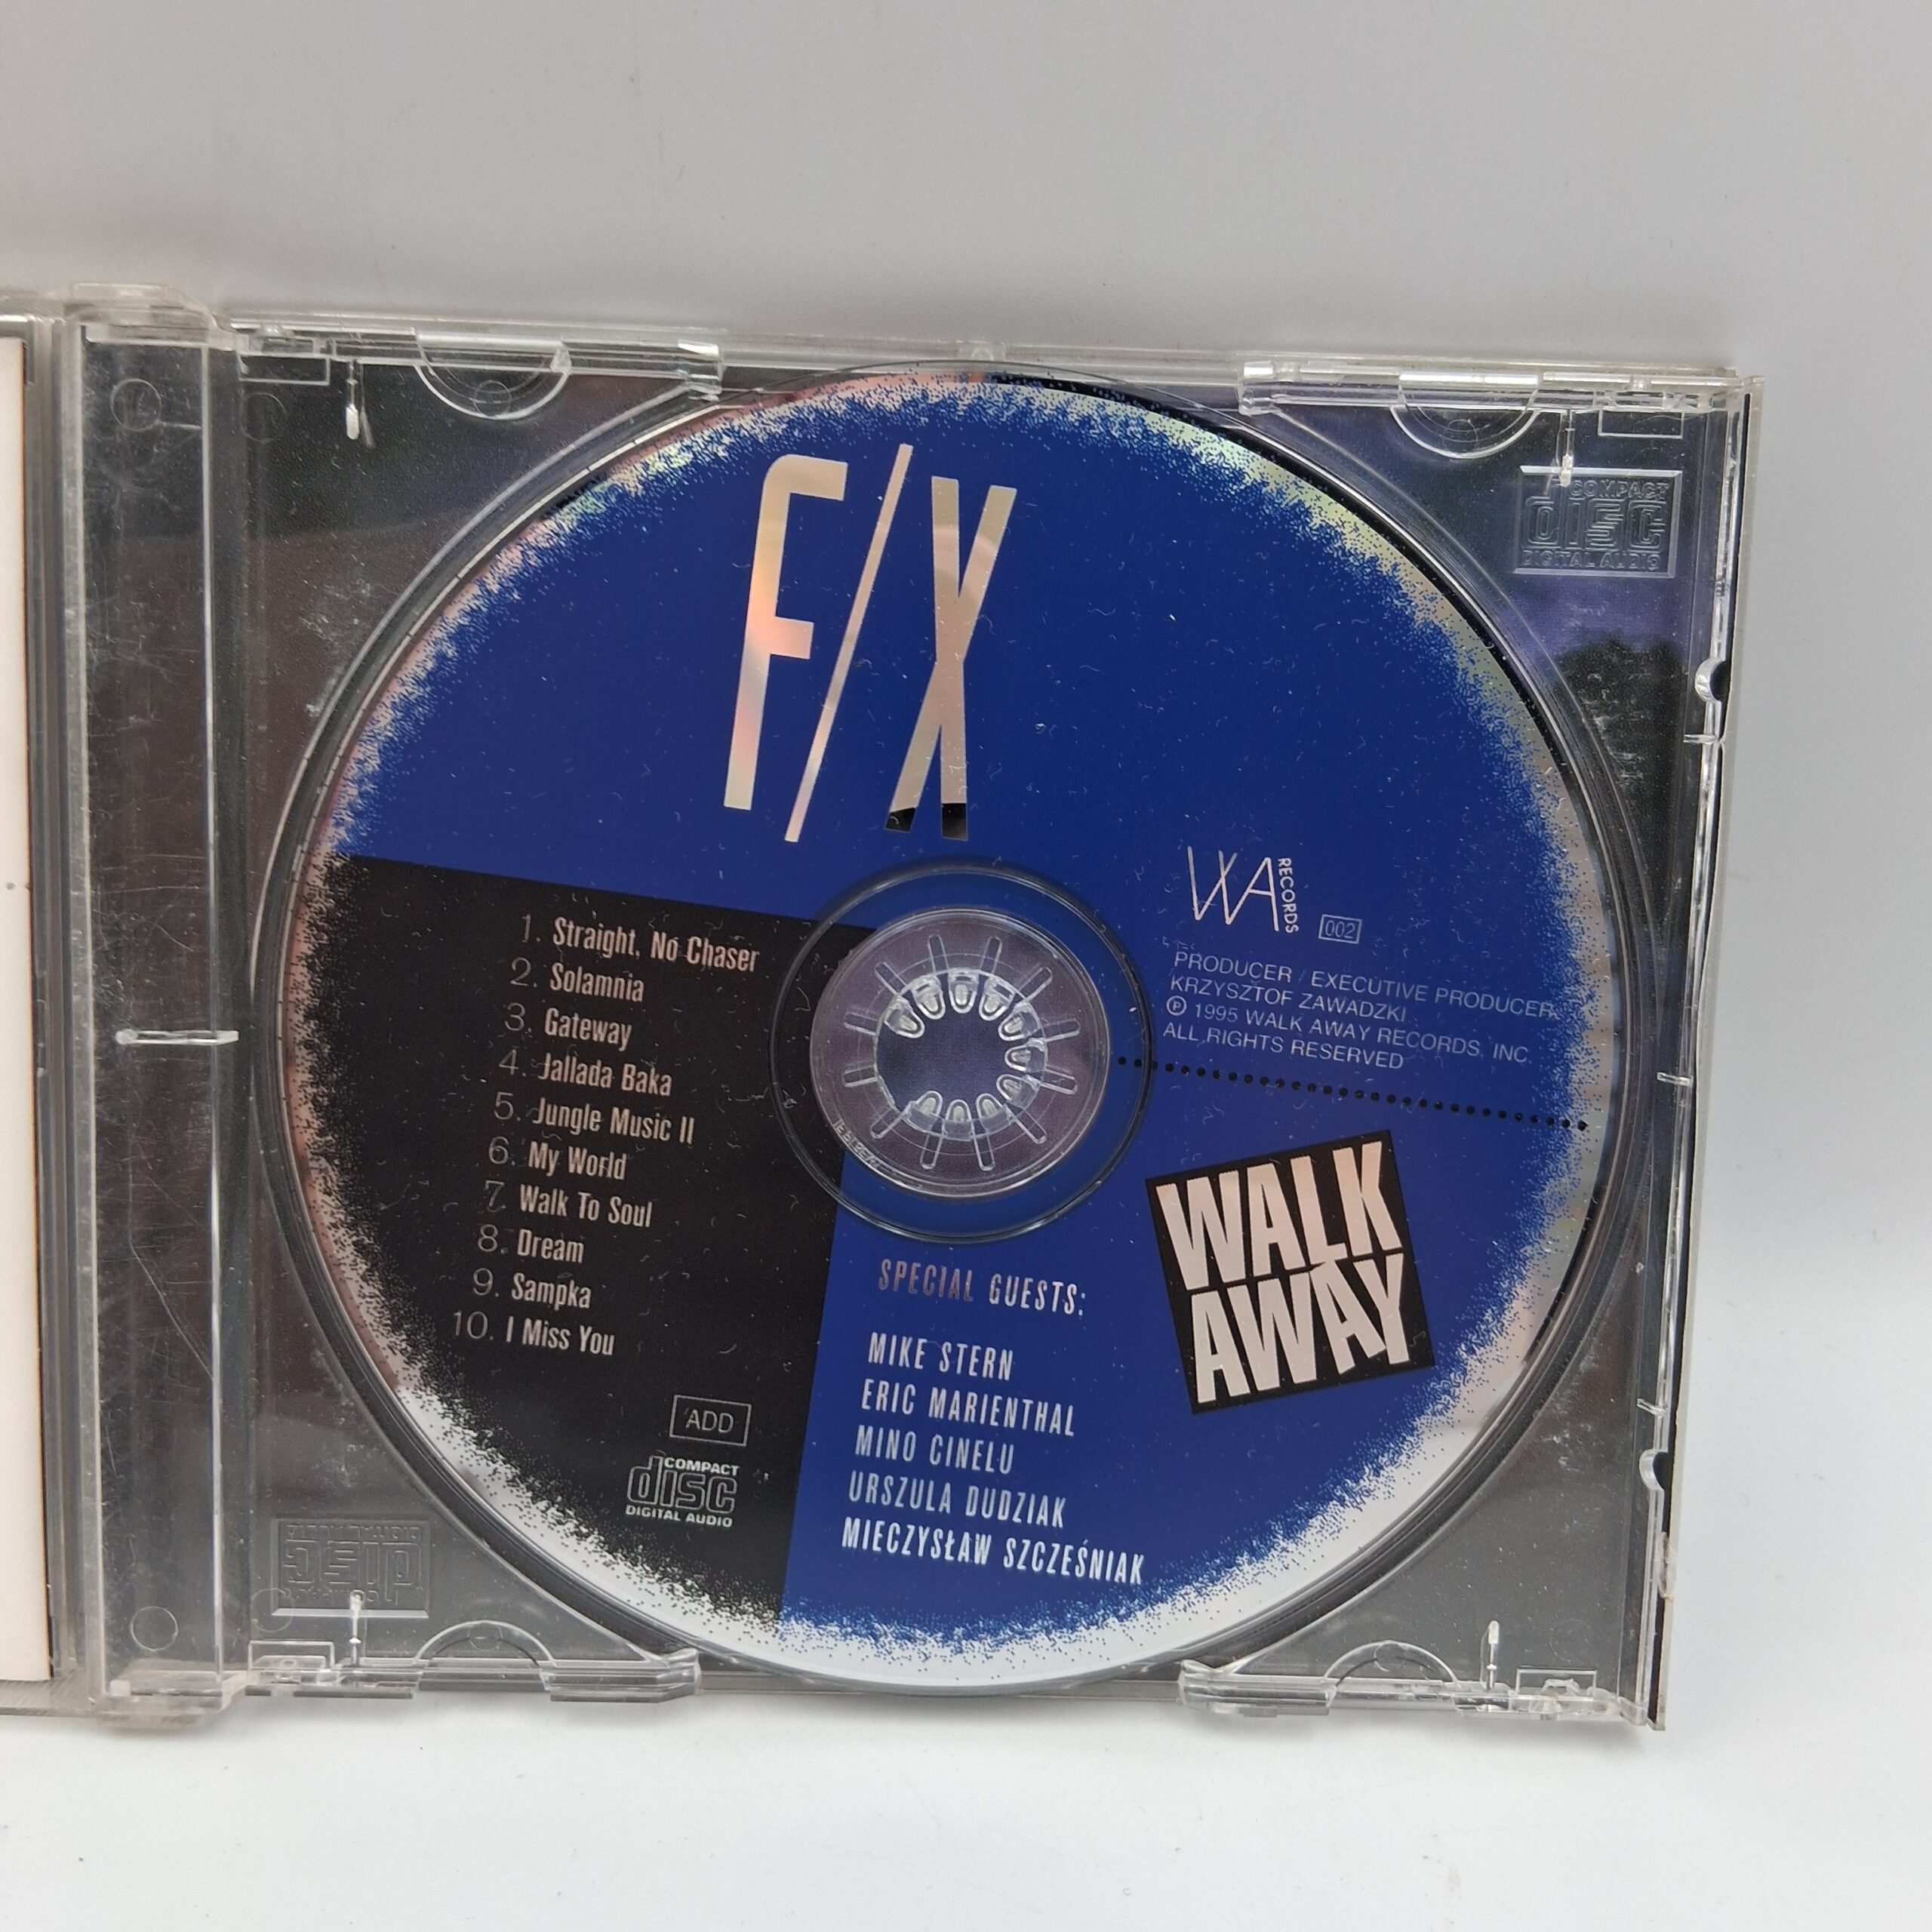 F/X
WA RECORDS
002
PRODUCER / EXECUTIVE PRODUCER
KRZYSZTOF ZAWADZKI
Ⓟ 1995 WALK AWAY RECORDS. INC.
ALL RIGHTS RESERVED
1. Straight, No Chaser
2. Solamnia
3. Gateway
4. Jallada Baka
5. Jungle Music II
6. My World
7. Walk To Soul
8. Dream
9. Sampka
10. I Miss You
ADD
COMPACT
disc
DIGITAL AUDIO
SPECIAL GUESTS:
MIKE STERN
ERIC MARIENTHAL
MINO CINELU
URSZULA DUDZIAK
MIECZYSŁAW SZCZEŚNIAK
WALK
AWAY
COMPACT
disc
DIGITAL AUDIO
disc